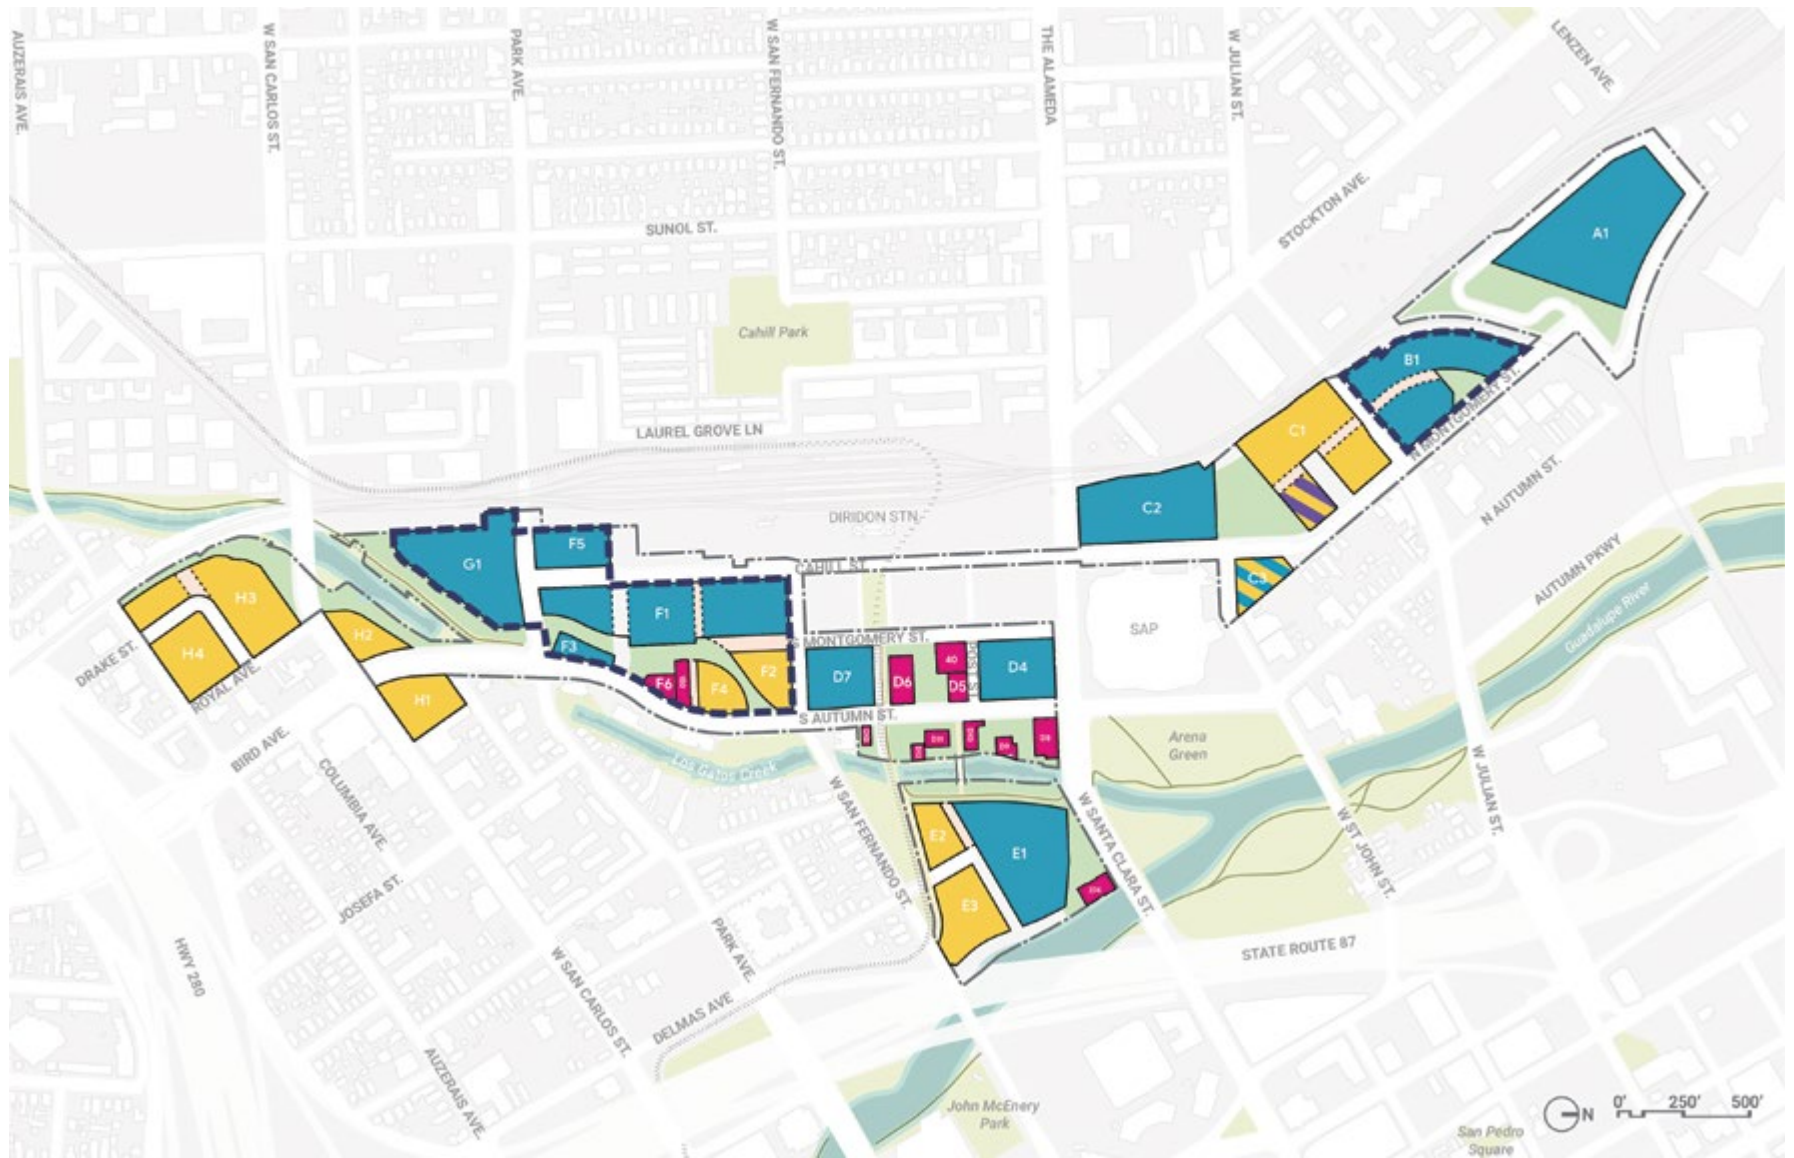 AUZERAIS AVE.
W SAN CARLOS ST.
PARK AVE.
W SAN FERNANDO ST.
THE ALAMEDA
W JULIAN ST.
LENZEN AVE.
STOCKTON AVE.
SUNOL ST.
A1
Cahill Park
B1
LAUREL GROVE LN
C1
N MONTGOMERY ST.
N AUTUMN ST.
C2
DIRIDON STN.
F5
G1
CAHILL ST.
C3
AUTUMN PKWY
Guadalupe River
H3
F1
SAP
H2
S MONTGOMERY ST.
F3
H4
DRAKE ST.
ROYAL AVE.
F6
F4
F2
D7
D6
40
D5
D4
H1
S AUTUMN ST.
BIRD AVE.
Arena
Green
Los Gatos Creek
COLUMBIA AVE.
W SAN FERNANDO ST.
W SANTA CLARA ST.
W ST JOHN ST.
W JULIAN ST.
E2
E1
E3
JOSEFA ST.
HWY 280
PARK AVE.
W SAN CARLOS ST.
STATE ROUTE 87
DELMAS AVE
AUZERAIS AVE.
John McEnery
Park
N
0'
250'
500'
San Pedro
Square